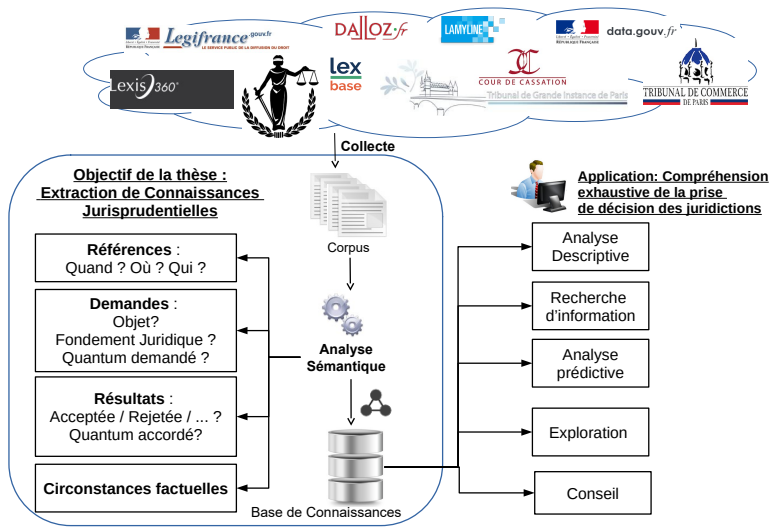 Legifrance.gouv.fr
LE SERVICE PUBLIC DE LA DIFFUSION DU DROIT
DALLOZ.fr
LAMYLINE
data.gouv.fr
Lexis 360
lex
base
COUR DE CASSATION
Tribunal de Grande Instance de Paris
TRIBUNAL DE COMMERCE
DE PARIS
Collecte
Objectif de la thèse :
Extraction de Connaissances
Jurisprudentielles
Corpus
Références :
Quand ? Où ? Qui ?
Demandes :
Objet?
Fondement Juridique ?
Quantum demandé ?
Analyse
Sémantique
Résultats :
Acceptée / Rejetée / ... ?
Quantum accordé?
Circonstances factuelles
Base de Connaissances
Application: Compréhension
exhaustive de la prise
de décision des juridictions
Analyse
Descriptive
Recherche
d'information
Analyse
prédictive
Exploration
Conseil